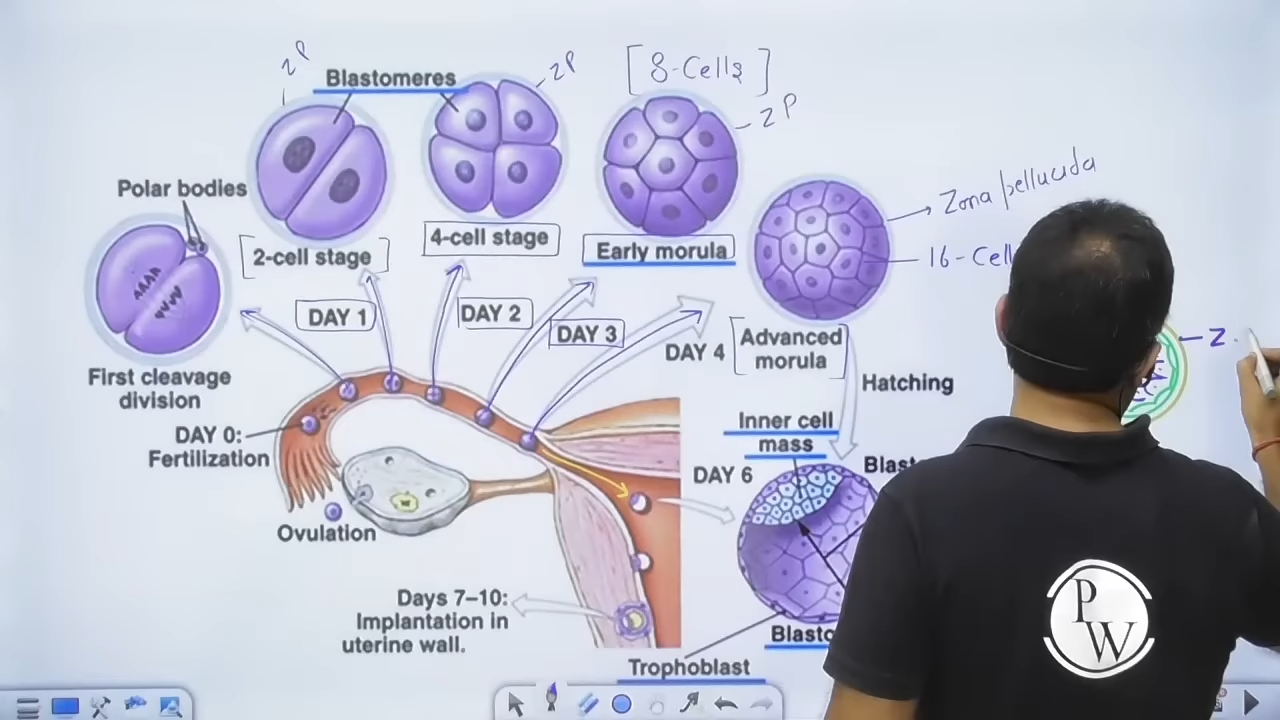 ZP
Blastomeres
ZP
[8-Cells]
ZP
Polar bodies
2-cell stage
4-cell stage
Early morula
Zona pellucida
16-Cell
First cleavage
division
DAY 1
DAY 2
DAY 3
DAY 4
Advanced
morula
Z.
Hatching
DAY 0:
Fertilization
Inner cell
mass
DAY 6
Blast
Ovulation
Days 7–10:
Implantation in
uterine wall.
Blasto
Trophoblast
PW